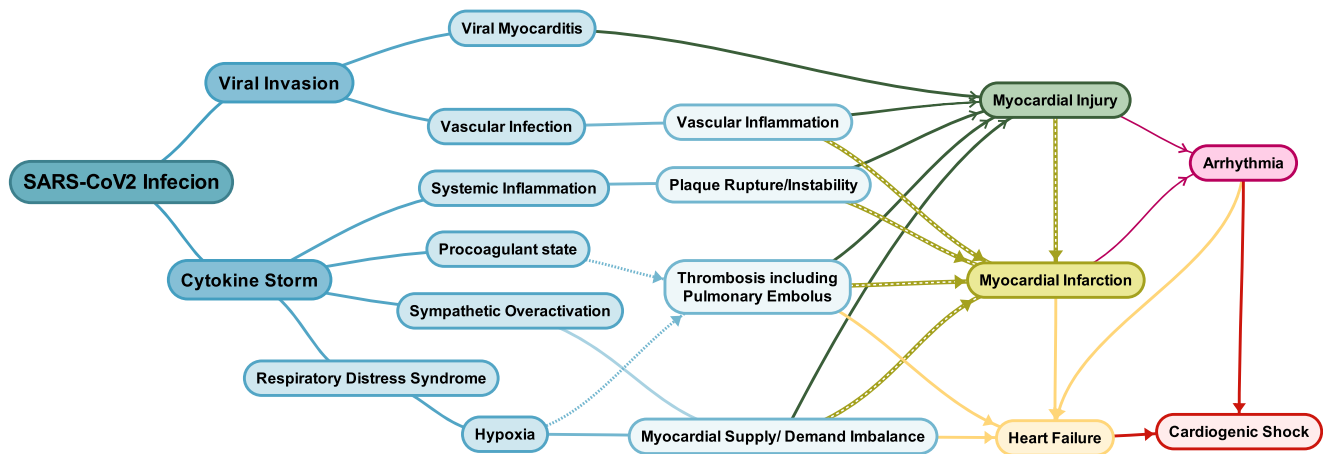 SARS-CoV2 Infecion
Viral Invasion
Cytokine Storm
Viral Myocarditis
Vascular Infection
Systemic Inflammation
Procoagulant state
Sympathetic Overactivation
Respiratory Distress Syndrome
Hypoxia
Vascular Inflammation
Plaque Rupture/Instability
Thrombosis including
Pulmonary Embolus
Myocardial Supply/ Demand Imbalance
Myocardial Injury
Myocardial Infarction
Heart Failure
Arrhythmia
Cardiogenic Shock